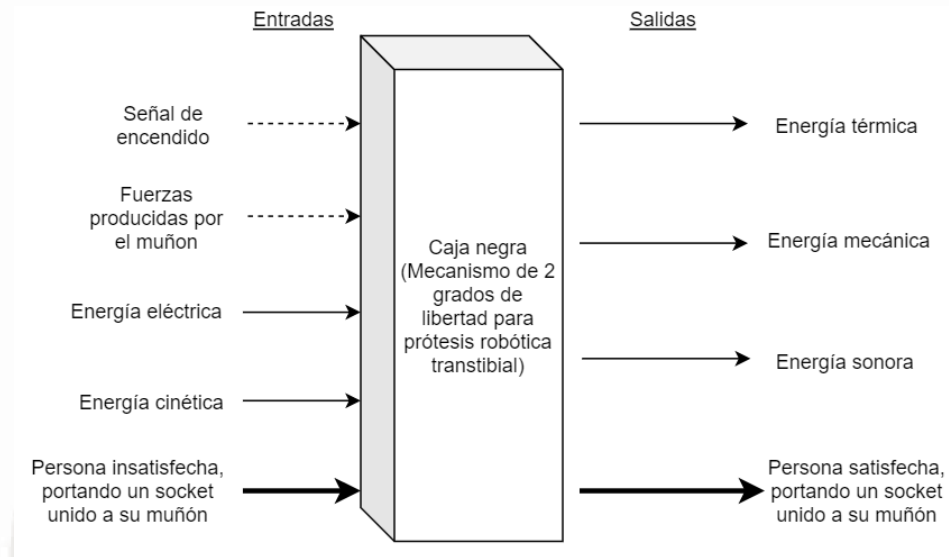 Entradas
Salidas
Señal de
encendido
Fuerzas
producidas por
el muñon
Energía eléctrica
Energía cinética
Persona insatisfecha,
portando un socket
unido a su muñón
Caja negra
(Mecanismo de 2
grados de
libertad para
prótesis robótica
transtibial)
Energía térmica
Energía mecánica
Energía sonora
Persona satisfecha,
portando un socket
unido a su muñón